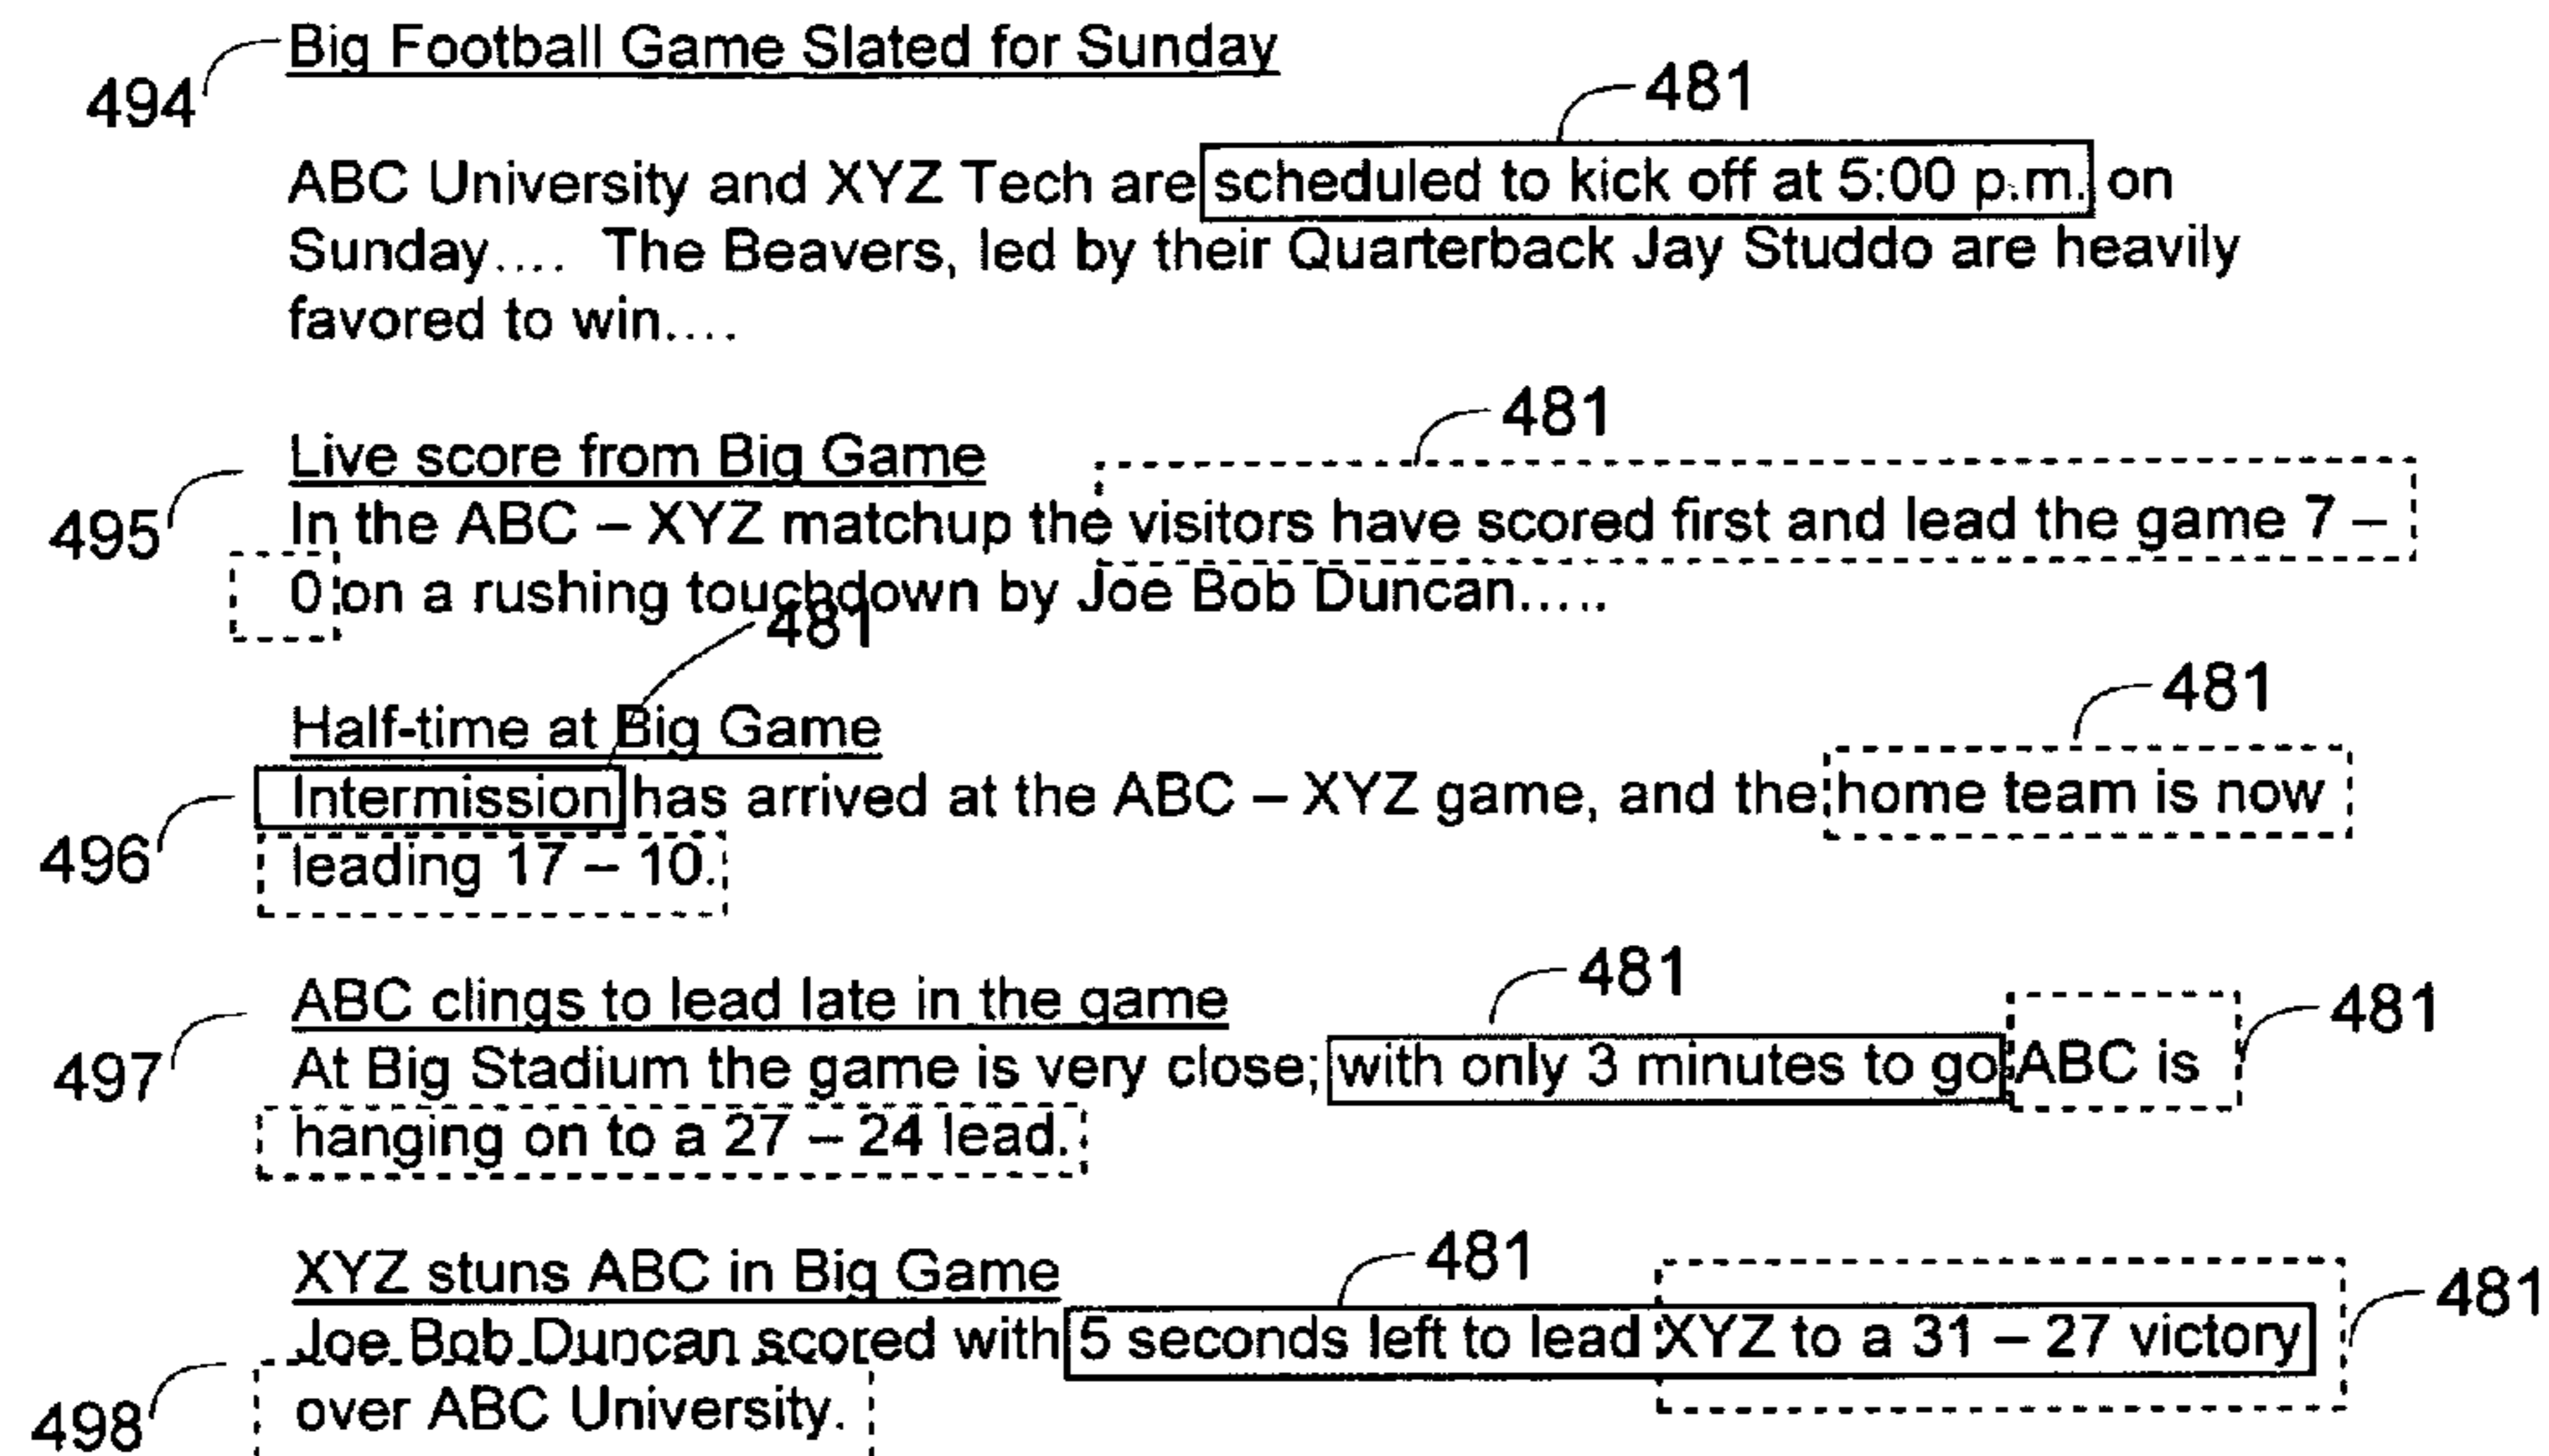 Big Football Game Slated for Sunday
494
481
ABC University and XYZ Tech are scheduled to kick off at 5:00 p.m. on
Sunday.... The Beavers, led by their Quarterback Jay Studdo are heavily
favored to win....
481
Live score from Big Game
495
In the ABC – XYZ matchup the visitors have scored first and lead the game 7 –
0 on a rushing touchdown by Joe Bob Duncan.....
481
481
Half-time at Big Game
Intermission has arrived at the ABC – XYZ game, and the home team is now
496
leading 17 – 10.
481
ABC clings to lead late in the game
481
497
At Big Stadium the game is very close; with only 3 minutes to go ABC is
hanging on to a 27 – 24 lead.
481
XYZ stuns ABC in Big Game
481
Joe Bob Duncan scored with 5 seconds left to lead XYZ to a 31 – 27 victory
498
over ABC University.